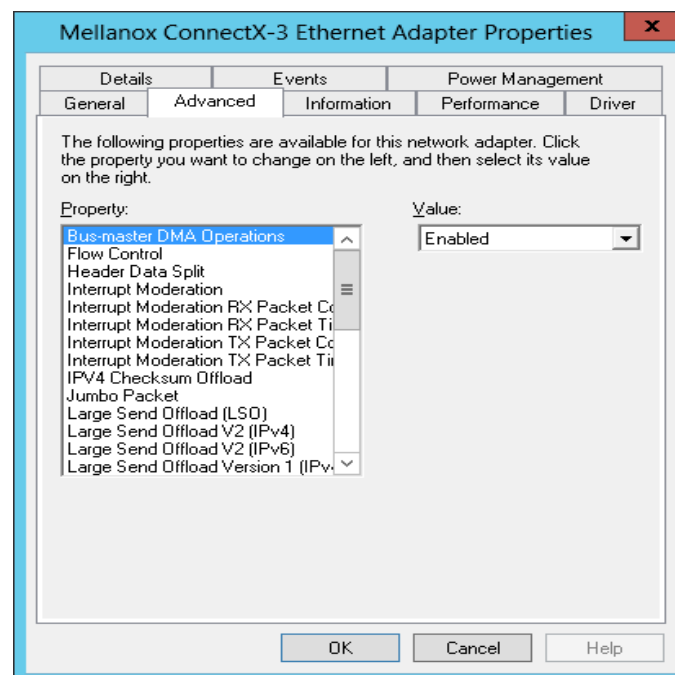 Mellanox ConnectX-3 Ethernet Adapter Properties
x
Details Events Power Management
General Advanced Information Performance Driver
The following properties are available for this network adapter. Click
the property you want to change on the left, and then select its value
on the right.
Property:
Value:
Bus-master DMA Operations
Flow Control
Header Data Split
Interrupt Moderation
Interrupt Moderation RX Packet Co
Interrupt Moderation RX Packet Ti
Interrupt Moderation TX Packet Co
Interrupt Moderation TX Packet Tir
IPV4 Checksum Offload
Jumbo Packet
Large Send Offload (LSO)
Large Send Offload V2 (IPv4)
Large Send Offload V2 (IPv6)
Large Send Offload Version 1 (IPv
Enabled
OK Cancel Help